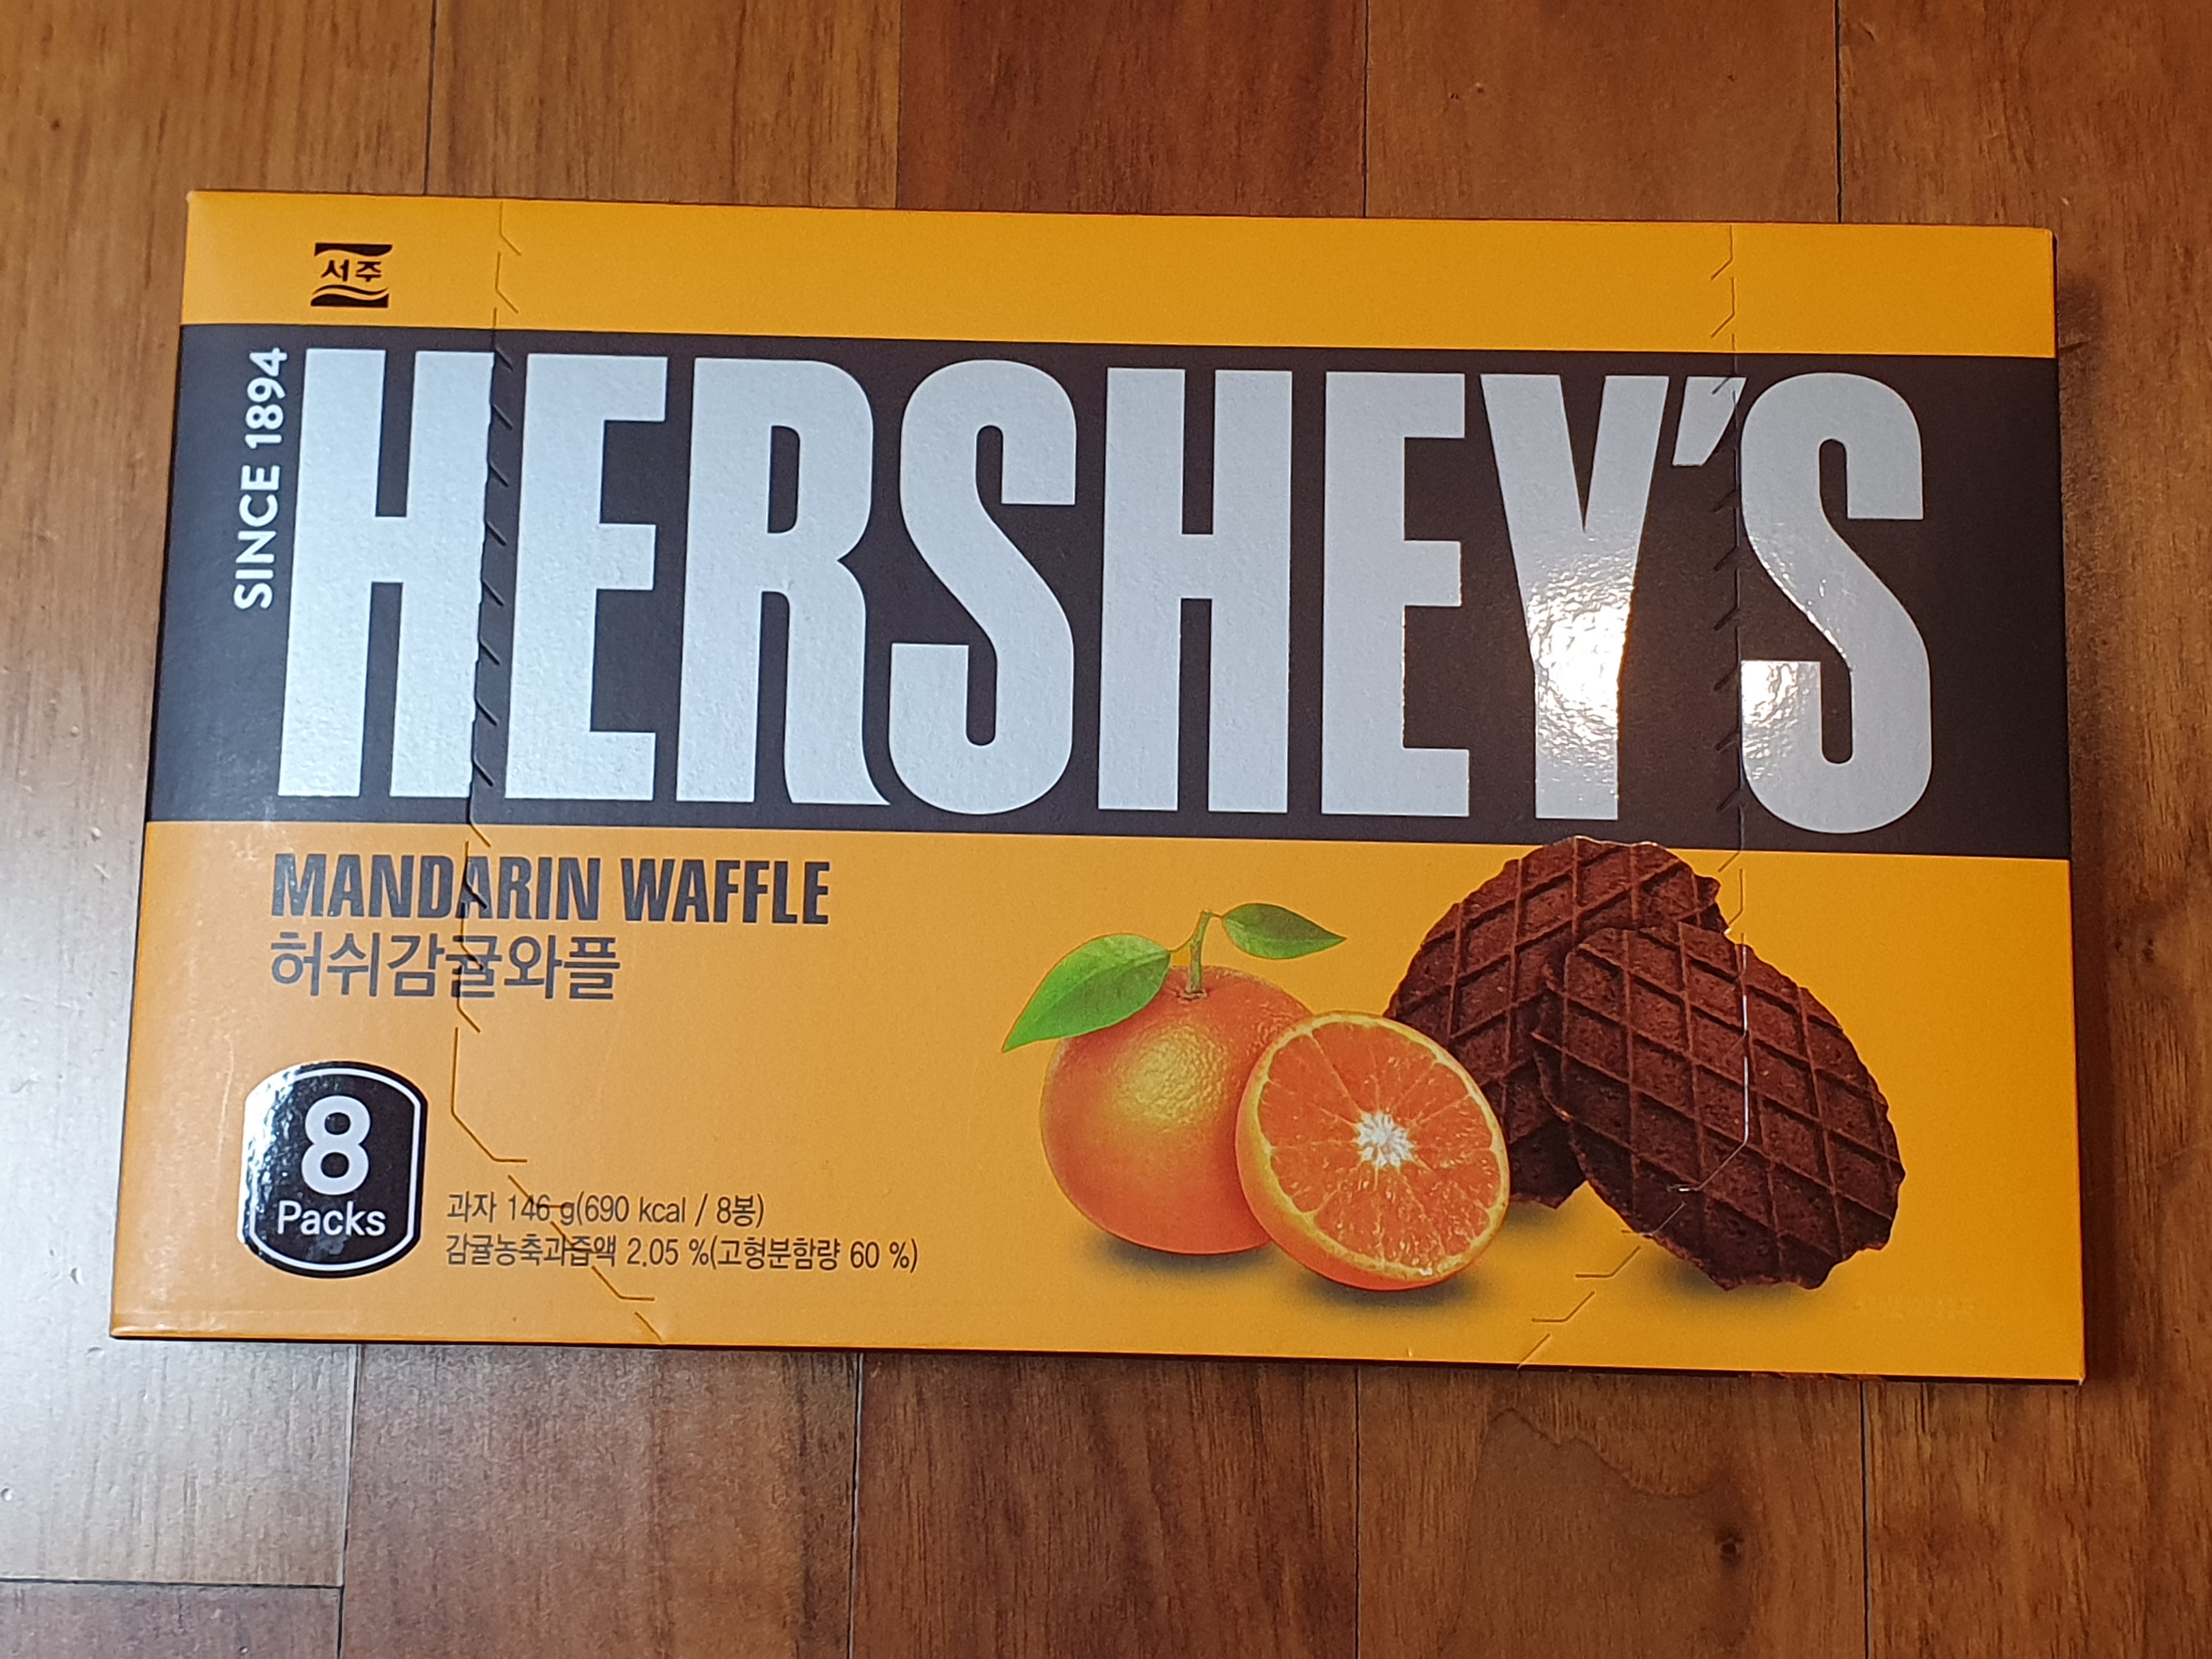 서주
SINCE 1894
HERSHEY'S
MANDARIN WAFFLE
허쉬감귤와플
8
Packs
과자 146 g(690 kcal / 8봉)
감귤농축과즙액 2.05 %(고형분함량 60 %)